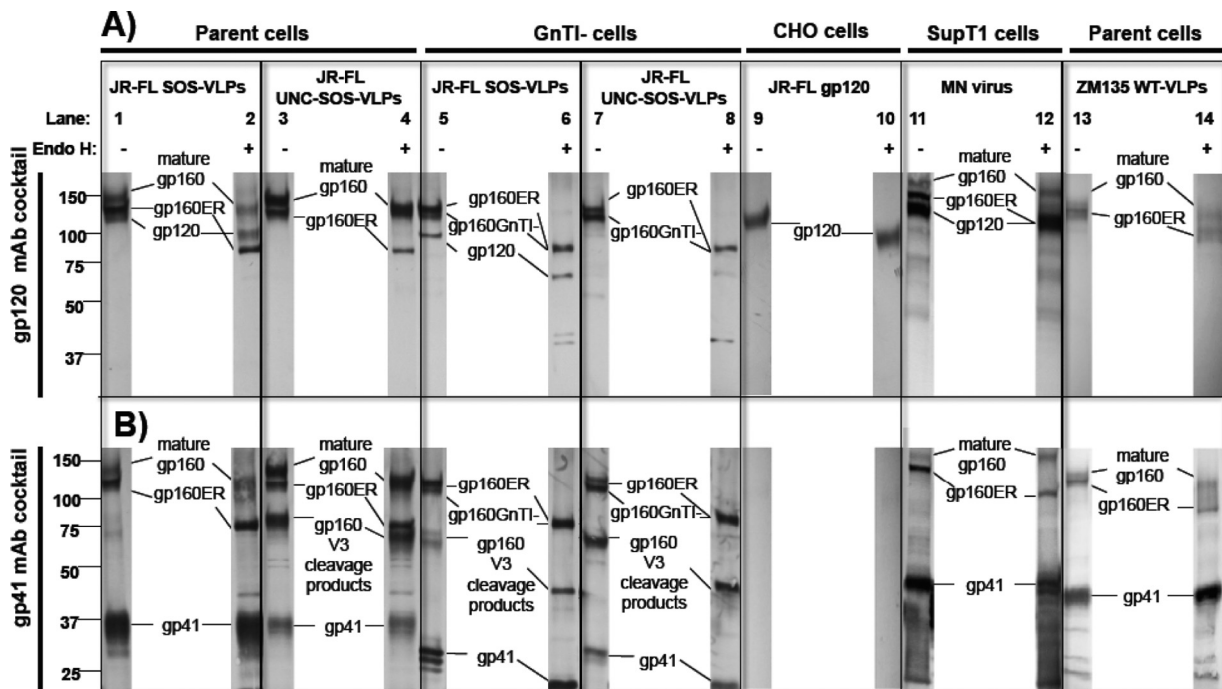 A)
Parent cells GnTI- cells CHO cells SupT1 cells Parent cells
JR-FL SOS-VLPs JR-FL UNC-SOS-VLPs JR-FL SOS-VLPs JR-FL UNC-SOS-VLPs JR-FL gp120 MN virus ZM135 WT-VLPs
Lane: 1 2 3 4 5 6 7 8 9 10 11 12 13 14
Endo H: - + - + - + - + - + - + - +
gp120 mAb cocktail
150
100
75
50
37
mature gp160
gp160ER
gp120
mature gp160
gp160ER
gp160ER
gp160GnTI-
gp120
gp160ER
gp160GnTI-
gp120
mature
gp160
gp160ER
gp120
mature
gp160
gp160ER
B)
gp41 mAb cocktail
150
100
75
50
37
25
mature
gp160
gp160ER
gp41
mature
gp160
gp160ER
gp160
V3
cleavage
products
gp41
gp160ER
gp160GnTI-
gp160
V3
cleavage
products
gp41
gp160ER
gp160GnTI-
gp160
V3
cleavage
products
gp41
mature
gp160
gp160ER
gp41
mature
gp160
gp160ER
gp41